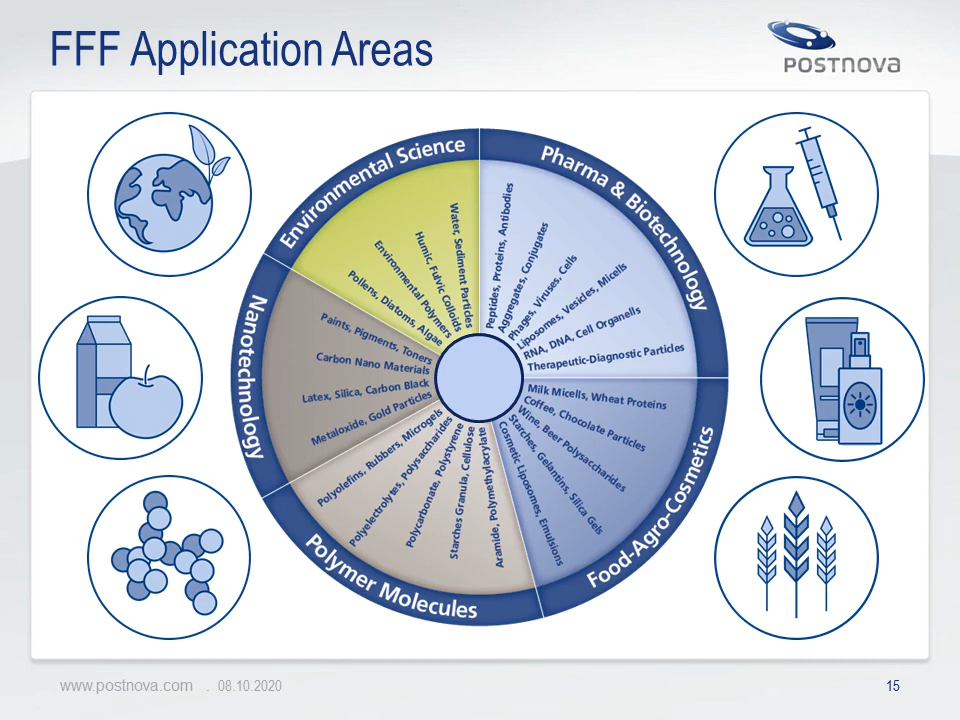 FFF Application Areas
POSTNOVA
Environmental Science
Water, Sediment Particles
Humic, Fulvic Colloids
Environmental Polymers
Pollens, Diatoms, Algae
Pharma & Biotechnology
Peptides, Proteins, Antibodies
Aggregates, Conjugates
Phages, Viruses, Cells
Liposomes, Vesicles, Micells
RNA, DNA, Cell Organells
Therapeutic-Diagnostic Particles
Food-Agro-Cosmetics
Milk Micells, Wheat Proteins
Coffee, Chocolate Particles
Wine, Beer Polysaccharides
Starches, Gelantins, Silica Gels
Cosmetic Liposomes, Emulsions
Polymer Molecules
Aramide, Polymethylacrylate
Starches Granula, Cellulose
Polycarbonate, Polystyrene
Polyelectrolytes, Polysaccharides
Polyolefins, Rubbers, Microgels
Nanotechnology
Metaloxide, Gold Particles
Latex, Silica, Carbon Black
Carbon Nano Materials
Paints, Pigments, Toners
www.postnova.com . 08.10.2020
15